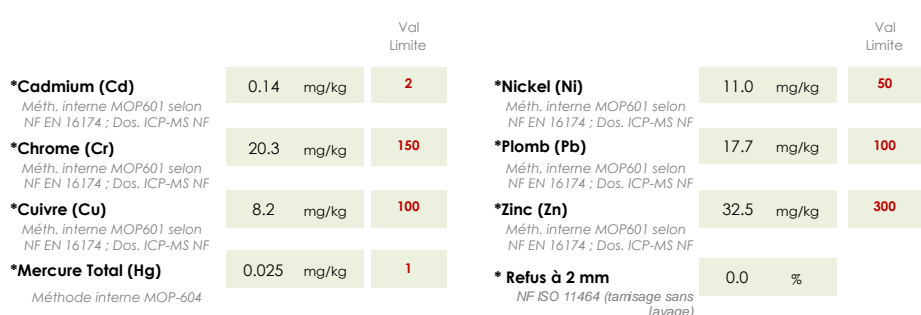 Val
Limite
*Cadmium (Cd) 0.14 mg/kg 2
Méth. interne MOP601 selon
NF EN 16174 ; Dos. ICP-MS NF
*Chrome (Cr) 20.3 mg/kg 150
Méth. interne MOP601 selon
NF EN 16174 ; Dos. ICP-MS NF
*Cuivre (Cu) 8.2 mg/kg 100
Méth. interne MOP601 selon
NF EN 16174 ; Dos. ICP-MS NF
*Mercure Total (Hg) 0.025 mg/kg 1
Méthode interne MOP-604
Val
Limite
*Nickel (Ni) 11.0 mg/kg 50
Méth. interne MOP601 selon
NF EN 16174 ; Dos. ICP-MS NF
*Plomb (Pb) 17.7 mg/kg 100
Méth. interne MOP601 selon
NF EN 16174 ; Dos. ICP-MS NF
*Zinc (Zn) 32.5 mg/kg 300
Méth. interne MOP601 selon
NF EN 16174 ; Dos. ICP-MS NF
* Refus à 2 mm 0.0 %
NF ISO 11464 (tamisage sans
lavage)